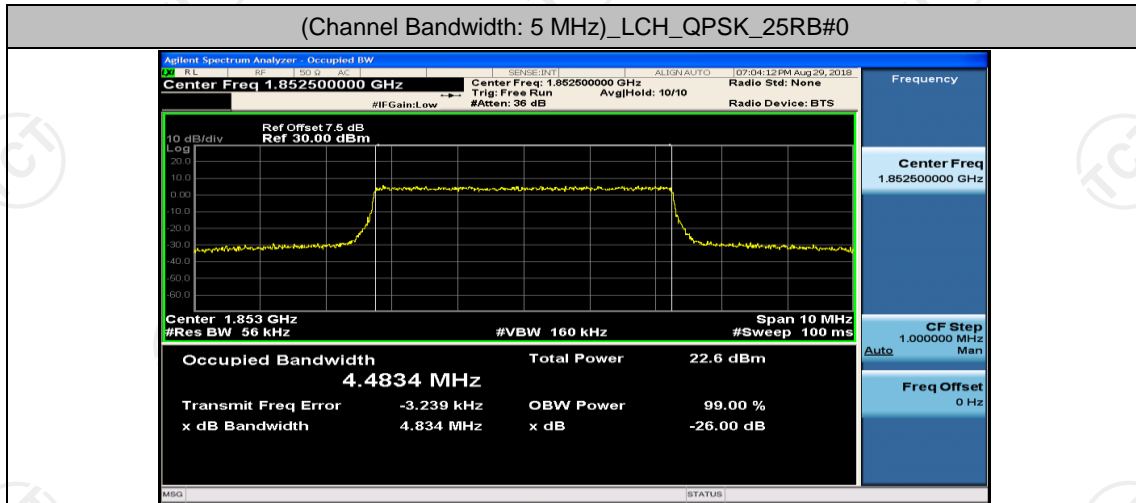 (Channel Bandwidth: 5 MHz)_LCH_QPSK_25RB#0
Agilent Spectrum Analyzer - Occupied BW
LXI RL RF 50 Ω AC SENSE:INT ALIGN AUTO 07:04:12 PM Aug 29, 2018
Center Freq 1.852500000 GHz Center Freq: 1.852500000 GHz Radio Std: None
Trig: Free Run Avg|Hold: 10/10
#IFGain:Low #Atten: 36 dB Radio Device: BTS
Ref Offset 7.5 dB
10 dB/div Ref 30.00 dBm
Log
20.0
10.0
0.00
-10.0
-20.0
-30.0
-40.0
-50.0
-60.0
Center 1.853 GHz Span 10 MHz
#Res BW 56 kHz #VBW 160 kHz #Sweep 100 ms
Occupied Bandwidth Total Power 22.6 dBm
4.4834 MHz
Transmit Freq Error -3.239 kHz OBW Power 99.00 %
x dB Bandwidth 4.834 MHz x dB -26.00 dB
MSG STATUS
Frequency
Center Freq
1.852500000 GHz
CF Step
1.000000 MHz
Auto Man
Freq Offset
0 Hz
TCT